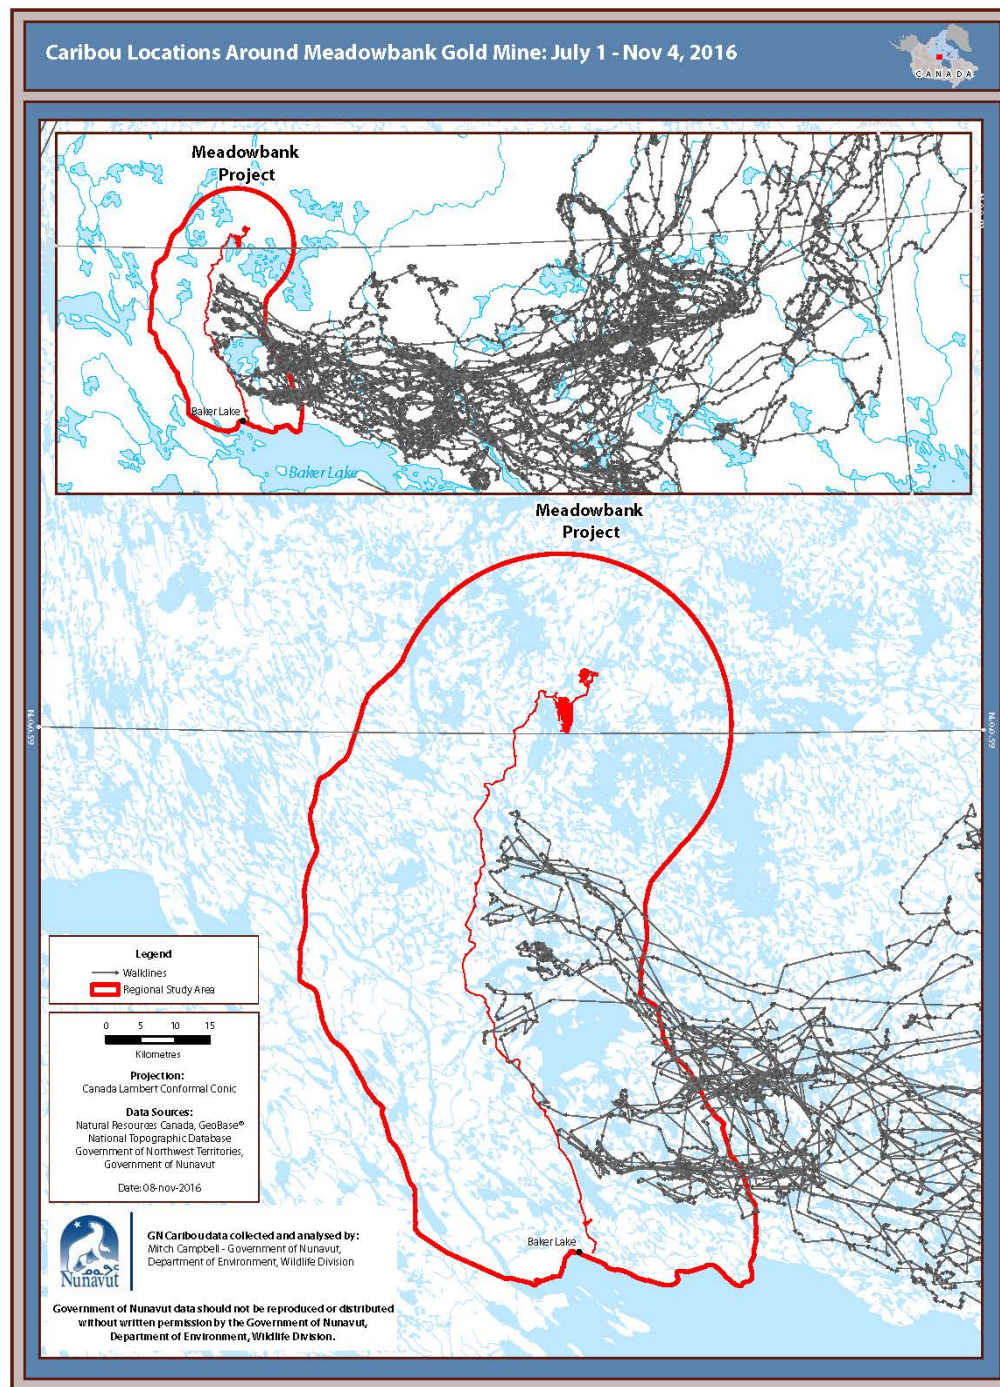 Caribou Locations Around Meadowbank Gold Mine: July 1 - Nov 4, 2016
CANADA
Meadowbank
Project
Baker Lake
Baker Lake
Meadowbank
Project
Baker Lake
Legend
Walklines
Regional Study Area
0 5 10 15
Kilometres
Projection:
Canada Lambert Conformal Conic
Data Sources:
Natural Resources Canada, GeoBase®
National Topographic Database
Government of Northwest Territories,
Government of Nunavut
Date: 08-nov-2016
Nunavut
GN Caribou data collected and analysed by:
Mitch Campbell - Government of Nunavut,
Department of Environment, Wildlife Division
Government of Nunavut data should not be reproduced or distributed
without written permission by the Government of Nunavut,
Department of Environment, Wildlife Division.